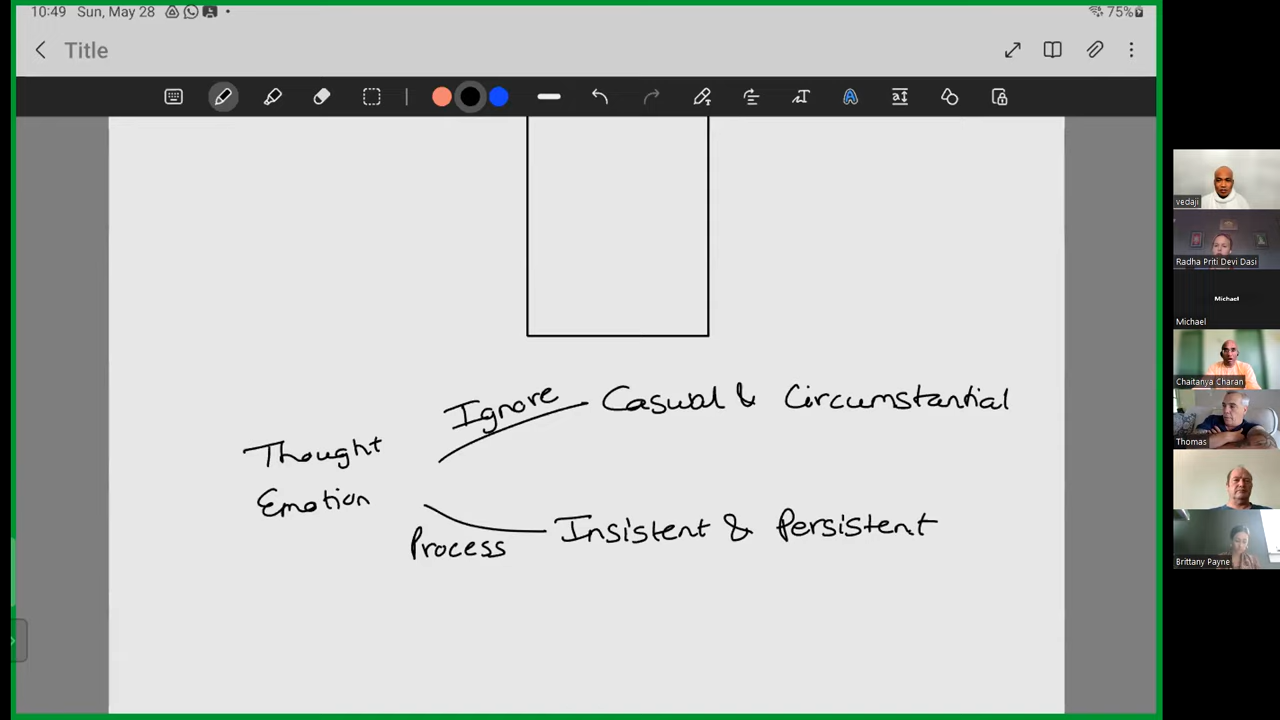 10:49 Sun, May 28
75%
Title
Ignore Casual & Circumstantial
Thought
Emotion
Process Insistent & Persistent
vedaji
Radha Priti Devi Dasi
Michael
Michael
Chaitanya Charan
Thomas
Brittany Payne